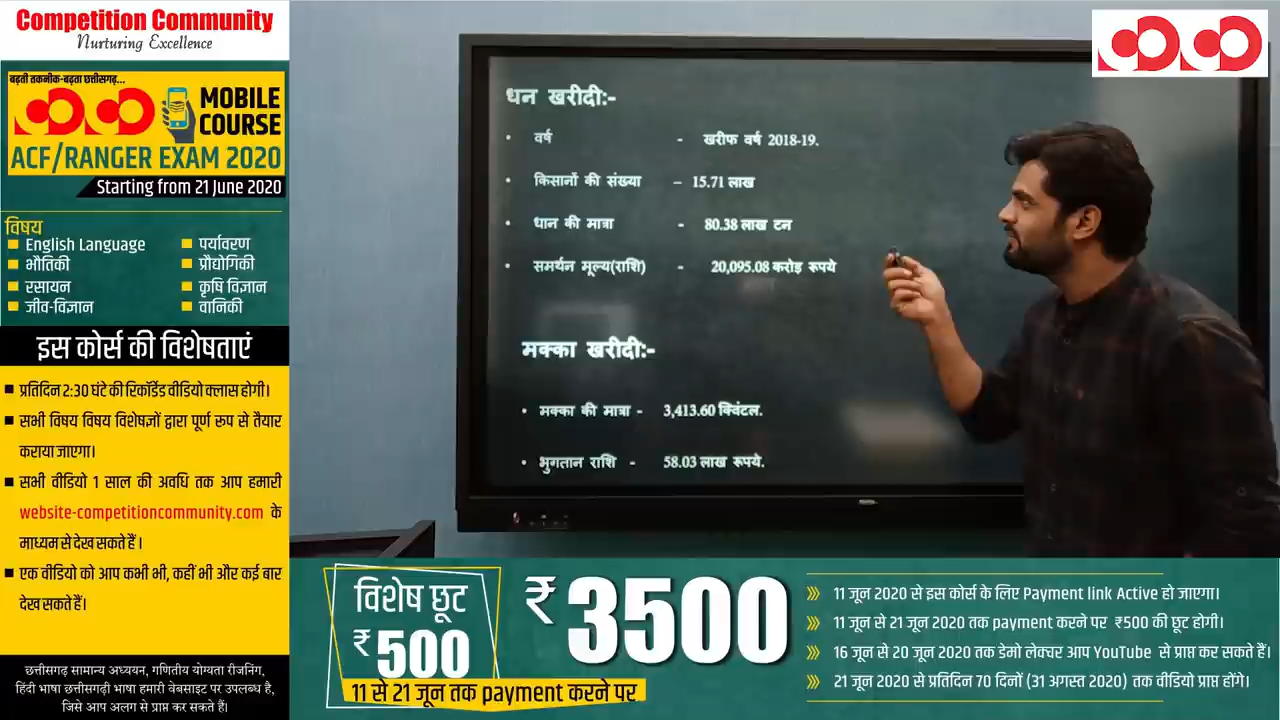 Competition Community
Nurturing Excellence
बढ़ती तकनीक-बढ़ता छत्तीसगढ़...
MOBILE
COURSE
ACF/RANGER EXAM 2020
Starting from 21 June 2020
विषय
English Language
पर्यावरण
भौतिकी
प्रौद्योगिकी
रसायन
कृषि विज्ञान
जीव-विज्ञान
वानिकी
इस कोर्स की विशेषताएं
प्रतिदिन 2:30 घंटे की रिकॉर्डेड वीडियो क्लास होगी।
सभी विषय विषय विशेषज्ञों द्वारा पूर्ण रूप से तैयार
कराया जाएगा।
सभी वीडियो 1 साल की अवधि तक आप हमारी
website-competitioncommunity.com के
माध्यम से देख सकते हैं।
एक वीडियो को आप कभी भी, कहीं भी और कई बार
देख सकते हैं।
छत्तीसगढ़ सामान्य अध्ययन, गणितीय योग्यता रीजनिंग,
हिंदी भाषा छत्तीसगढ़ी भाषा हमारी वेबसाइट पर उपलब्ध है,
जिसे आप अलग से प्राप्त कर सकते हैं।
धन खरीदी:-
• वर्ष - खरीफ वर्ष 2018-19.
• किसानों की संख्या – 15.71 लाख
• धान की मात्रा - 80.38 लाख टन
• समर्थन मूल्य(राशि) - 20,095.08 करोड़ रूपये
मक्का खरीदी:-
• मक्का की मात्रा - 3,413.60 क्विंटल.
• भुगतान राशि - 58.03 लाख रूपये.
विशेष छूट
₹500
11 से 21 जून तक payment करने पर
₹3500
11 जून 2020 से इस कोर्स के लिए Payment link Active हो जाएगा।
11 जून से 21 जून 2020 तक payment करने पर ₹500 की छूट होगी।
16 जून से 20 जून 2020 तक डेमो लेक्चर आप YouTube से प्राप्त कर सकते हैं।
21 जून 2020 से प्रतिदिन 70 दिनों (31 अगस्त 2020) तक वीडियो प्राप्त होंगे।